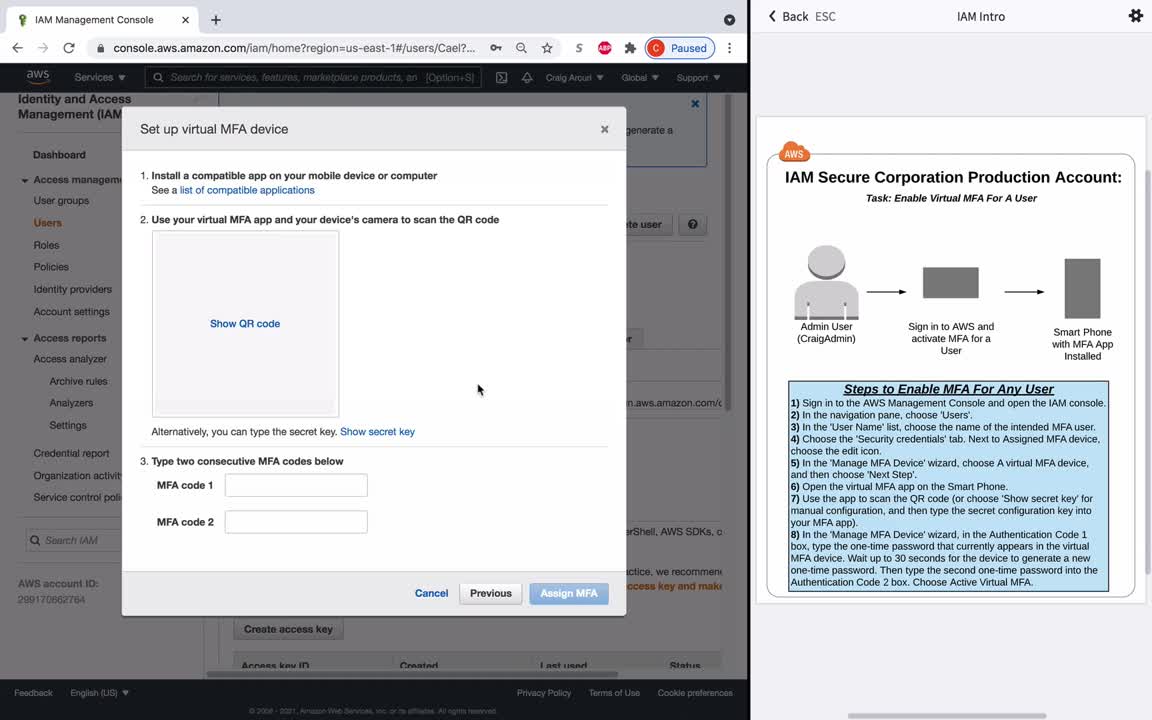 IAM Management Console
console.aws.amazon.com/iam/home?region=us-east-1#/users/Cael?...
ABP
C Paused
aws
Services
Search for services, features, marketplace products, an [Option+S]
Craig Arcuri
Global
Support
Identity and Access
Management (IAM
Dashboard
Access managem
User groups
Users
Roles
Policies
Identity providers
Account settings
Access reports
Access analyzer
Archive rules
Analyzers
Settings
Credential report
Organization activit
Service control poli
Search IAM
AWS account ID:
299170662764
generate a
te user
n.aws.amazon.com/c
erShell, AWS SDKs, c
actice, we recommend
access key and make
Set up virtual MFA device
1. Install a compatible app on your mobile device or computer
See a list of compatible applications
2. Use your virtual MFA app and your device's camera to scan the QR code
Show QR code
Alternatively, you can type the secret key. Show secret key
3. Type two consecutive MFA codes below
MFA code 1
MFA code 2
Cancel
Previous
Assign MFA
Create access key
Access key ID
Created
Last used
Status
Feedback
English (US)
Privacy Policy
Terms of Use
Cookie preferences
© 2008 - 2021, Amazon Web Services, Inc. or its affiliates. All rights reserved.
Back ESC
IAM Intro
AWS
IAM Secure Corporation Production Account:
Task: Enable Virtual MFA For A User
Admin User
(CraigAdmin)
Sign in to AWS and
activate MFA for a
User
Smart Phone
with MFA App
Installed
Steps to Enable MFA For Any User
1) Sign in to the AWS Management Console and open the IAM console.
2) In the navigation pane, choose 'Users'.
3) In the 'User Name' list, choose the name of the intended MFA user.
4) Choose the 'Security credentials' tab. Next to Assigned MFA device,
choose the edit icon.
5) In the 'Manage MFA Device' wizard, choose A virtual MFA device,
and then choose 'Next Step'.
6) Open the virtual MFA app on the Smart Phone.
7) Use the app to scan the QR code (or choose 'Show secret key' for
manual configuration, and then type the secret configuration key into
your MFA app).
8) In the 'Manage MFA Device' wizard, in the Authentication Code 1
box, type the one-time password that currently appears in the virtual
MFA device. Wait up to 30 seconds for the device to generate a new
one-time password. Then type the second one-time password into the
Authentication Code 2 box. Choose Active Virtual MFA.